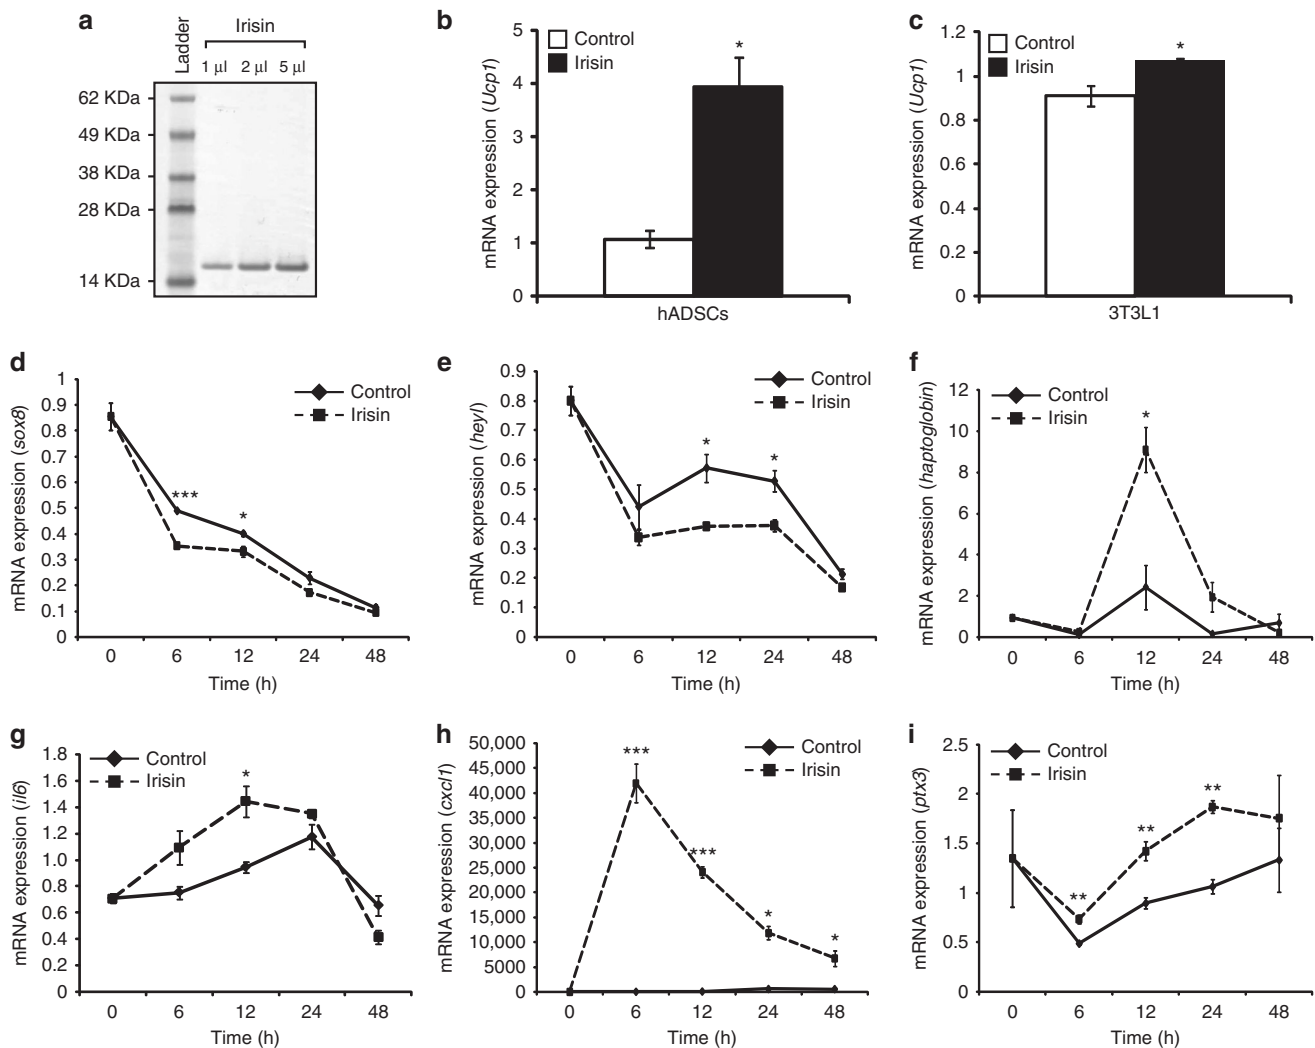 a
Ladder
Irisin
1 µl 2 µl 5 µl
62 KDa
49 KDa
38 KDa
28 KDa
14 KDa
b
mRNA expression (Ucp1)
5
4
3
2
1
0
Control
Irisin
*
hADSCs
c
mRNA expression (Ucp1)
1.2
1
0.8
0.6
0.4
0.2
0
Control
Irisin
*
3T3L1
d
mRNA expression (sox8)
1
0.9
0.8
0.7
0.6
0.5
0.4
0.3
0.2
0.1
0
Control
Irisin
***
*
0 6 12 24 48
Time (h)
e
mRNA expression (heyl)
0.9
0.8
0.7
0.6
0.5
0.4
0.3
0.2
0.1
0
Control
Irisin
*
*
0 6 12 24 48
Time (h)
f
mRNA expression (haptoglobin)
12
10
8
6
4
2
0
Control
Irisin
*
0 6 12 24 48
Time (h)
g
mRNA expression (il6)
1.8
1.6
1.4
1.2
1.0
0.8
0.6
0.4
0.2
0
Control
Irisin
*
0 6 12 24 48
Time (h)
h
mRNA expression (cxcl1)
50,000
45,000
40,000
35,000
30,000
25,000
20,000
15,000
10,000
5000
0
Control
Irisin
***
***
*
*
0 6 12 24 48
Time (h)
i
mRNA expression (ptx3)
2.5
2
1.5
1
0.5
0
Control
Irisin
**
**
**
0 6 12 24 48
Time (h)